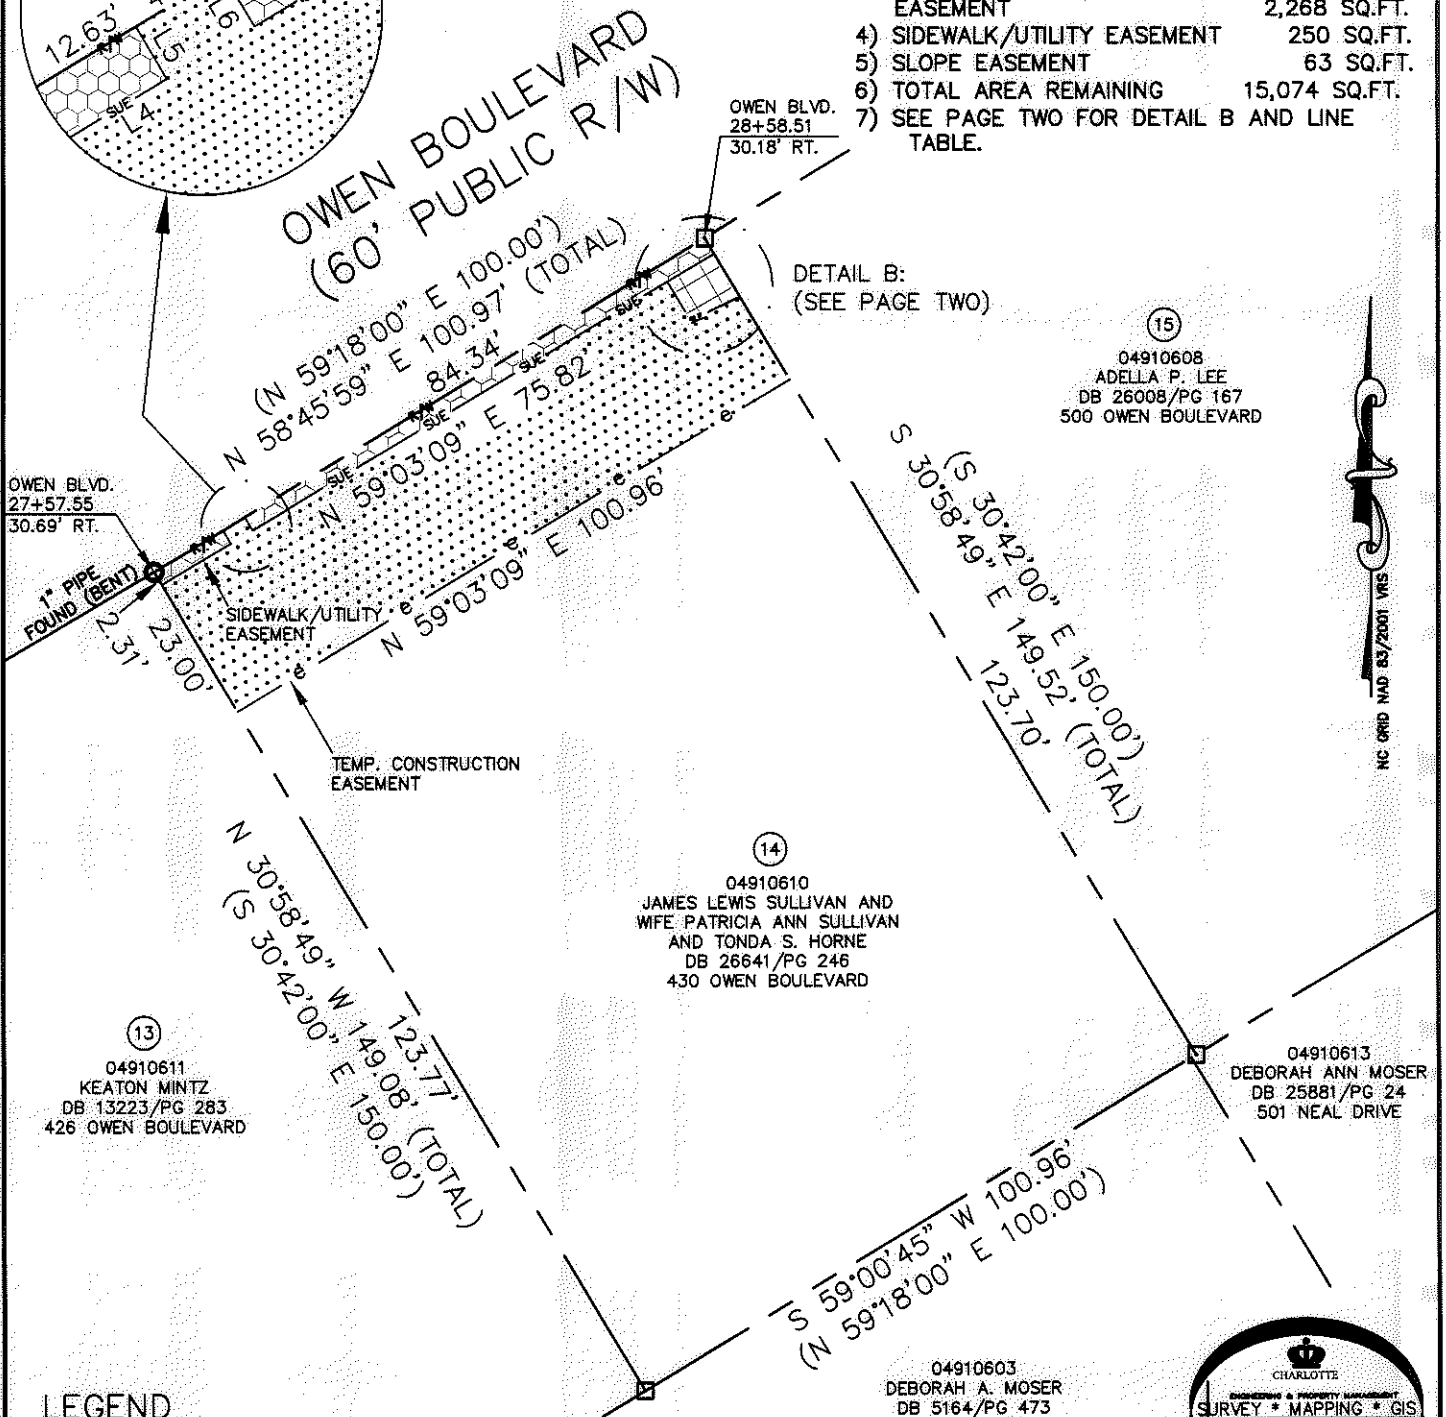 12.63'
R/W
L5
L6
SUE
L4
EASEMENT 2,268 SQ.FT.
4) SIDEWALK/UTILITY EASEMENT 250 SQ.FT.
5) SLOPE EASEMENT 63 SQ.FT.
6) TOTAL AREA REMAINING 15,074 SQ.FT.
7) SEE PAGE TWO FOR DETAIL B AND LINE
TABLE.
OWEN BOULEVARD
(60' PUBLIC R/W)
OWEN BLVD.
28+58.51
30.18' RT.
DETAIL B:
(SEE PAGE TWO)
(N 59°18'00" E 100.00')
N 58°45'59" E 100.97' (TOTAL)
84.34'
R/W
R/W
R/W
SUE
SUE
SUE
SUE
N 59°03'09" E 75.82'
e
e
e
e
e
N 59°03'09" E 100.96'
OWEN BLVD.
27+57.55
30.69' RT.
1" PIPE
FOUND (BENT)
2.31'
23.00'
SIDEWALK/UTILITY
EASEMENT
TEMP. CONSTRUCTION
EASEMENT
15
04910608
ADELLA P. LEE
DB 26008/PG 167
500 OWEN BOULEVARD
(S 30°42'00" E 150.00')
S 30°58'49" E 149.52' (TOTAL)
123.70'
NC GRID NAD 83/2001 VRS
14
04910610
JAMES LEWIS SULLIVAN AND
WIFE PATRICIA ANN SULLIVAN
AND TONDA S. HORNE
DB 26641/PG 246
430 OWEN BOULEVARD
123.77'
N 30°58'49" W 149.08' (TOTAL)
(S 30°42'00" E 150.00')
13
04910611
KEATON MINTZ
DB 13223/PG 283
426 OWEN BOULEVARD
04910613
DEBORAH ANN MOSER
DB 25881/PG 24
501 NEAL DRIVE
S 59°00'45" W 100.96'
(N 59°18'00" E 100.00')
04910603
DEBORAH A. MOSER
DB 5164/PG 473
LEGEND
CHARLOTTE
ENGINEERING & PROPERTY MANAGEMENT
SURVEY * MAPPING * GIS